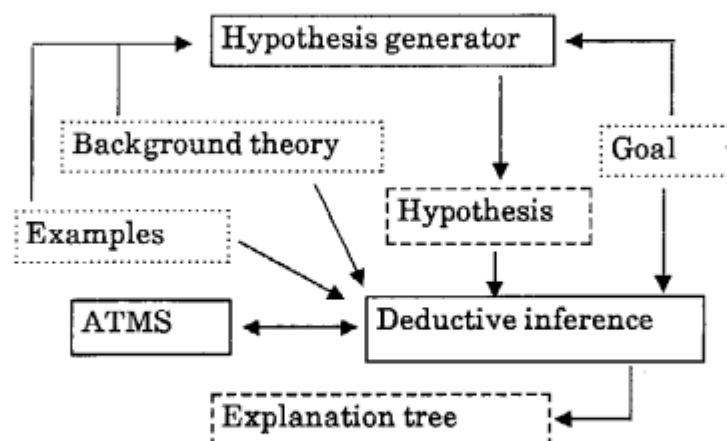 Hypothesis generator
Background theory
Goal
Hypothesis
Examples
ATMS
Deductive inference
Explanation tree